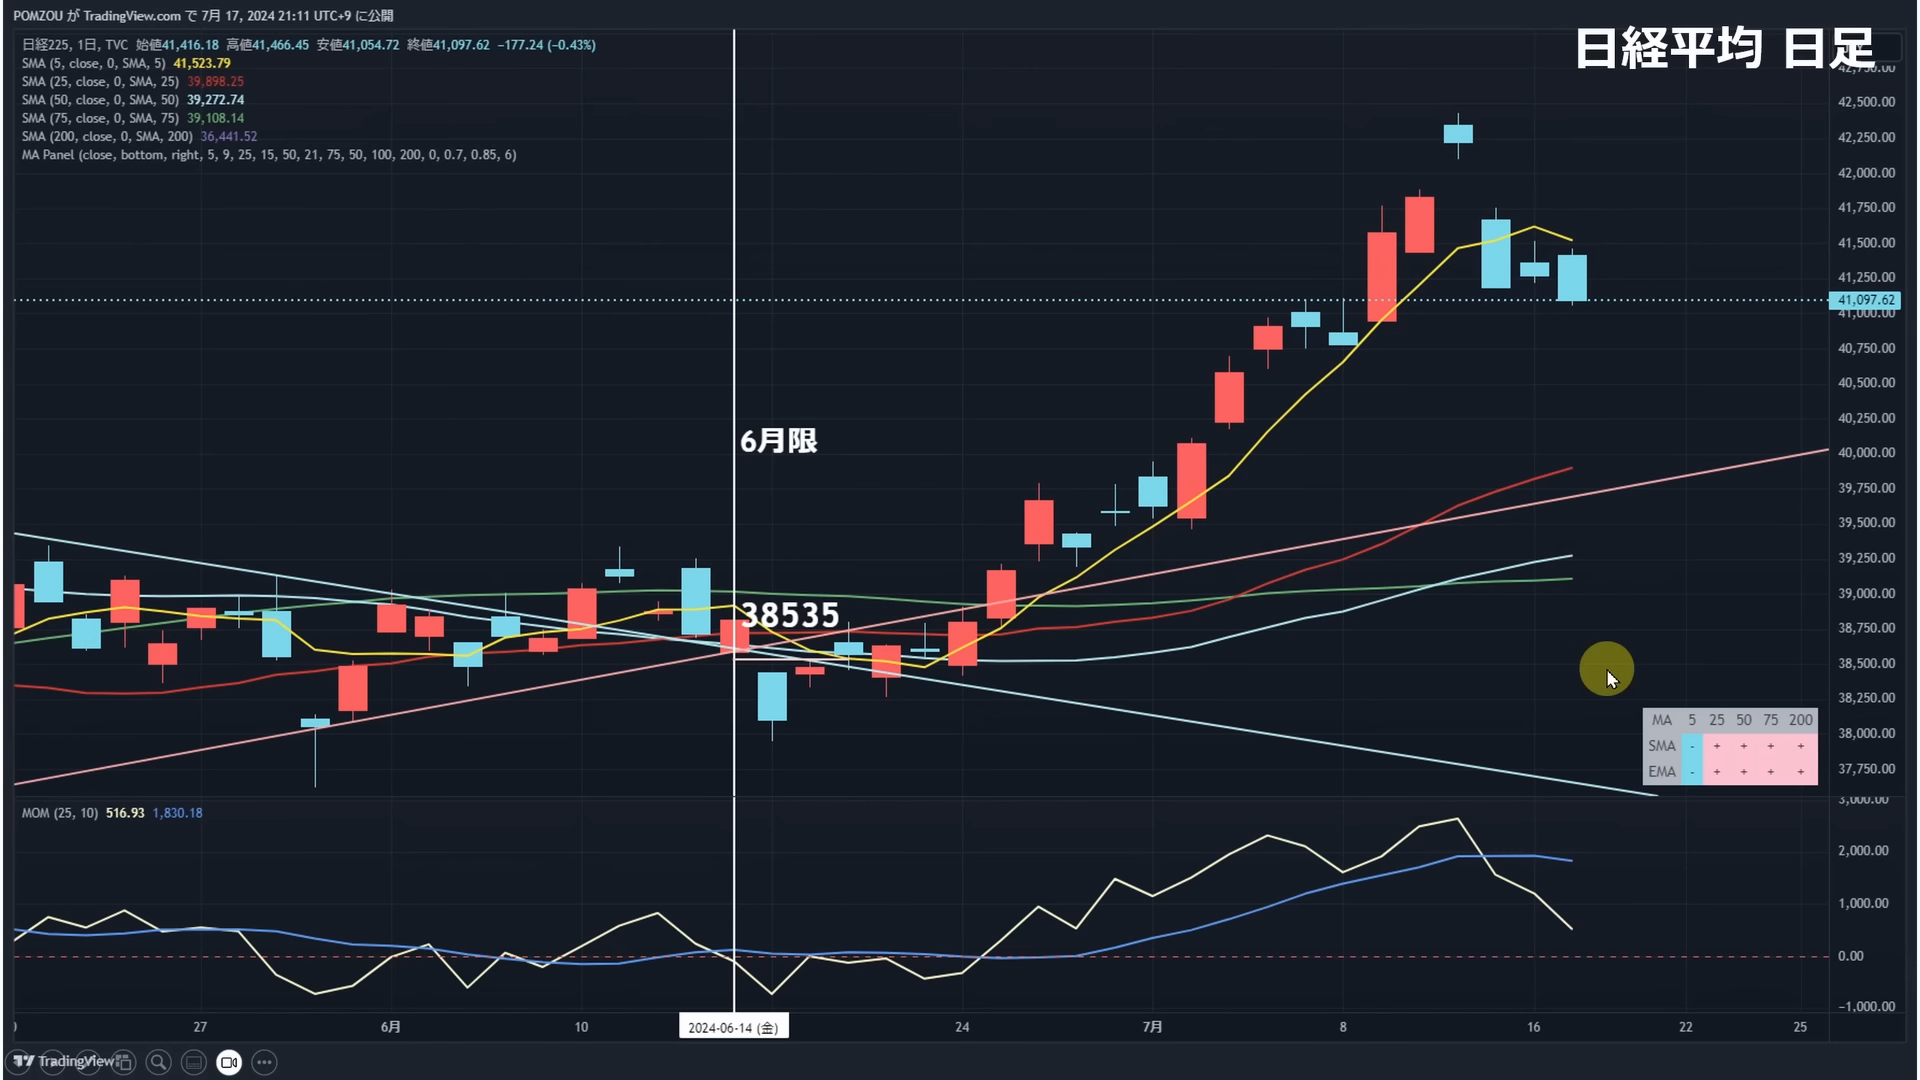 POMZOU が TradingView.com で 7月 17, 2024 21:11 UTC+9 に公開
日経平均 日足
日経225, 1日, TVC 始値41,416.18 高値41,466.45 安値41,054.72 終値41,097.62 −177.24 (−0.43%)
SMA (5, close, 0, SMA, 5) 41,523.79
SMA (25, close, 0, SMA, 25) 39,898.25
SMA (50, close, 0, SMA, 50) 39,272.74
SMA (75, close, 0, SMA, 75) 39,108.14
SMA (200, close, 0, SMA, 200) 36,441.52
MA Panel (close, bottom, right, 5, 9, 25, 15, 50, 21, 75, 50, 100, 200, 0, 0.7, 0.85, 6)
42,750.00
42,500.00
42,250.00
42,000.00
41,750.00
41,500.00
41,250.00
41,097.62
41,000.00
40,750.00
40,500.00
40,250.00
40,000.00
39,750.00
39,500.00
39,250.00
39,000.00
38,750.00
38,500.00
38,250.00
38,000.00
37,750.00
6月限
38535
MA 5 25 50 75 200
SMA - + + + +
EMA - + + + +
MOM (25, 10) 516.93 1,830.18
3,000.00
2,000.00
1,000.00
0.00
−1,000.00
27 6月 10 2024-06-14 (金) 24 7月 8 16 22 25
TradingView